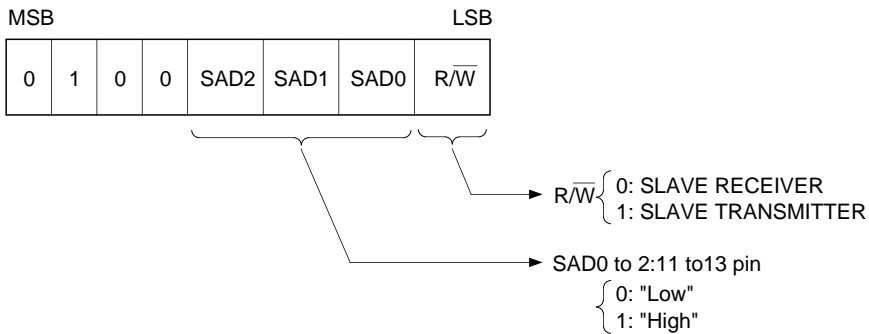 MSB LSB
0 1 0 0 SAD2 SAD1 SAD0 R/W̅
R/W̅ 0: SLAVE RECEIVER
1: SLAVE TRANSMITTER
SAD0 to 2:11 to13 pin
0: "Low"
1: "High"